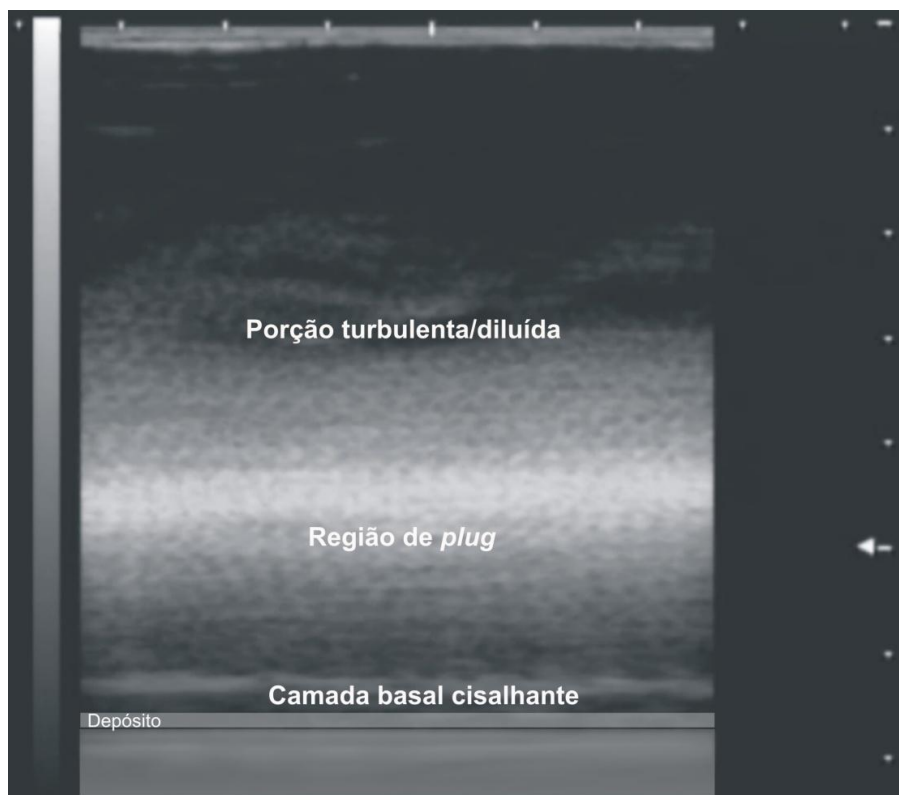 Porção turbulenta/diluída
Região de plug
Camada basal cisalhante
Depósito